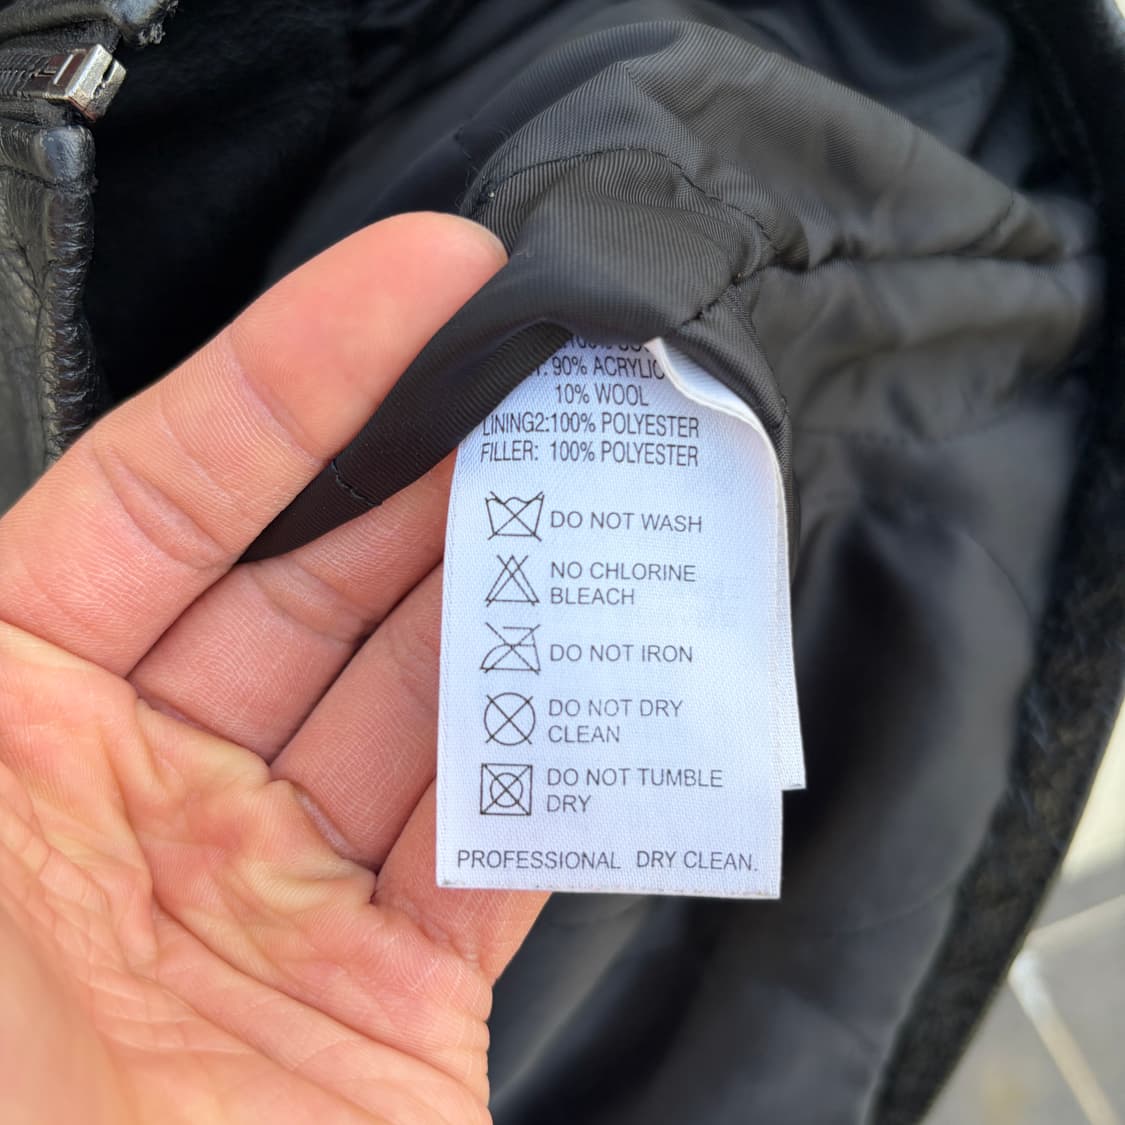 90% ACRYLIC
10% WOOL
LINING2:100% POLYESTER
FILLER: 100% POLYESTER
DO NOT WASH
NO CHLORINE
BLEACH
DO NOT IRON
DO NOT DRY
CLEAN
DO NOT TUMBLE
DRY
PROFESSIONAL DRY CLEAN.